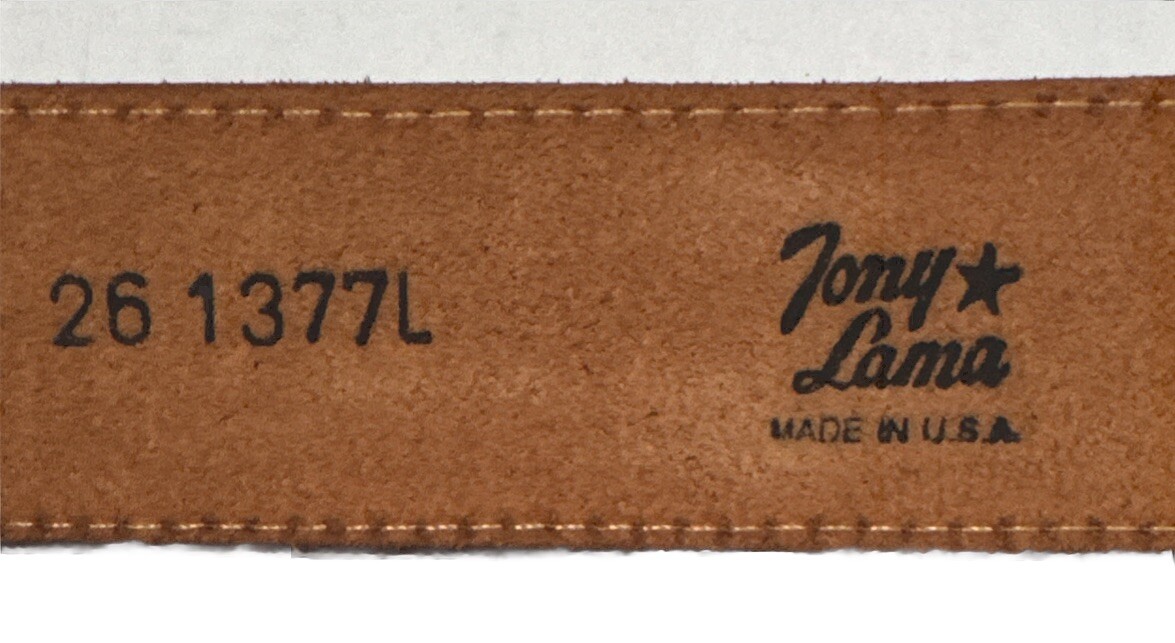 26 1377L
Tony★
Lama
MADE IN U.S.A.